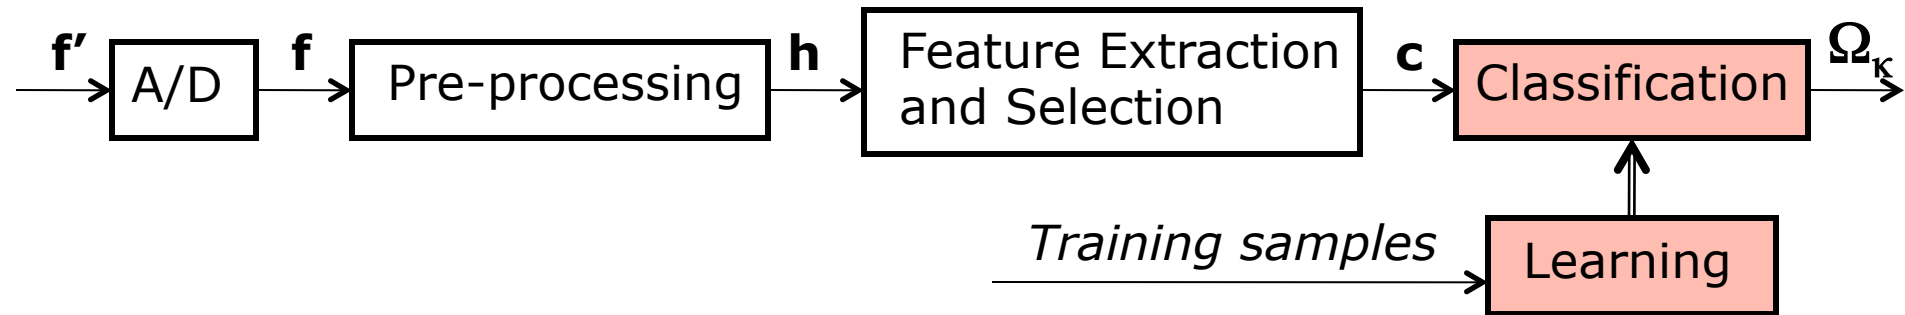 f′
A/D
f
Pre-processing
h
Feature Extraction
and Selection
c
Classification
Ωκ
Training samples
Learning